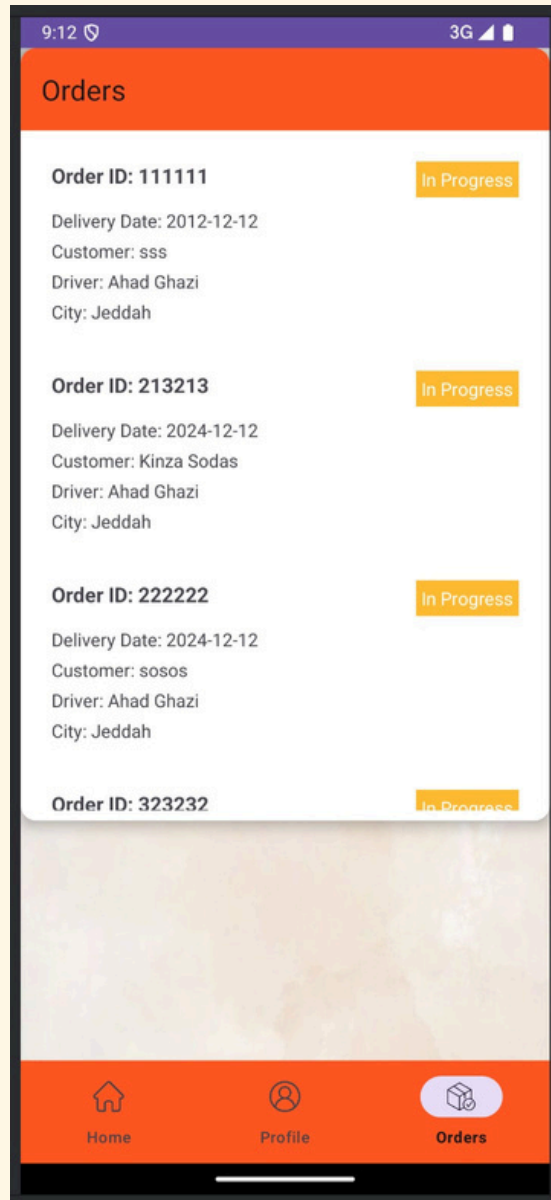 9:12 3G
Orders
Order ID: 111111 In Progress
Delivery Date: 2012-12-12
Customer: sss
Driver: Ahad Ghazi
City: Jeddah
Order ID: 213213 In Progress
Delivery Date: 2024-12-12
Customer: Kinza Sodas
Driver: Ahad Ghazi
City: Jeddah
Order ID: 222222 In Progress
Delivery Date: 2024-12-12
Customer: sosos
Driver: Ahad Ghazi
City: Jeddah
Order ID: 323232 In Progress
Home Profile Orders